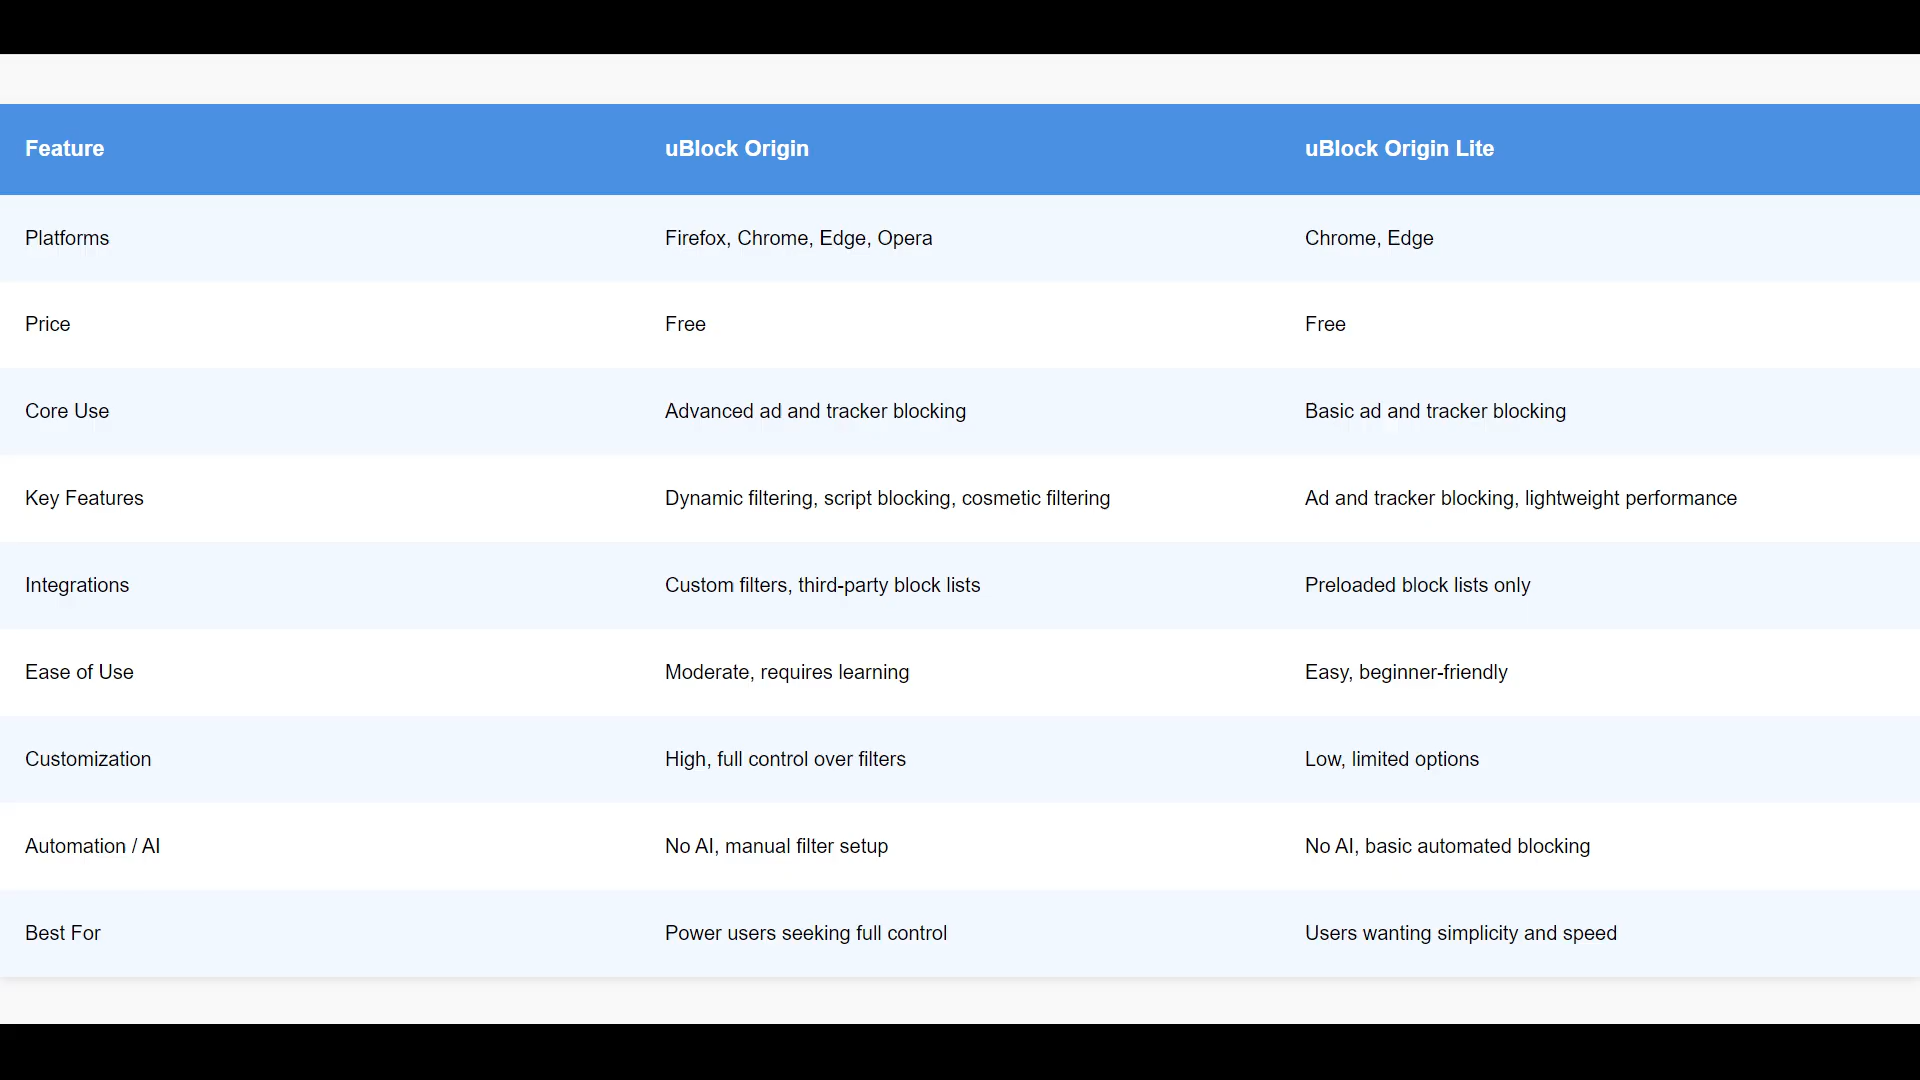 Feature uBlock Origin uBlock Origin Lite
Platforms Firefox, Chrome, Edge, Opera Chrome, Edge
Price Free Free
Core Use Advanced ad and tracker blocking Basic ad and tracker blocking
Key Features Dynamic filtering, script blocking, cosmetic filtering Ad and tracker blocking, lightweight performance
Integrations Custom filters, third-party block lists Preloaded block lists only
Ease of Use Moderate, requires learning Easy, beginner-friendly
Customization High, full control over filters Low, limited options
Automation / AI No AI, manual filter setup No AI, basic automated blocking
Best For Power users seeking full control Users wanting simplicity and speed